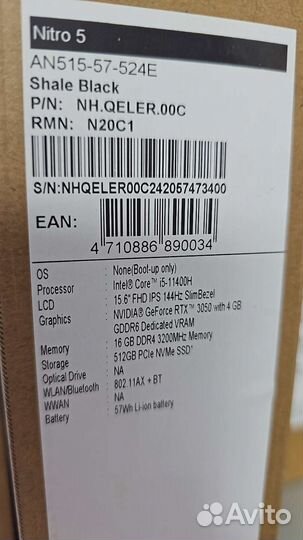 Nitro 5
AN515-57-524E
Shale Black
P/N: NH.QELER.00C
RMN: N20C1
S/N:NHQELER00C242057473400
EAN:
4 710886 890034
OS None(Boot-up only)
Processor Intel® Core™ i5-11400H
LCD 15.6" FHD IPS 144Hz SlimBezel
Graphics NVIDIA® GeForce RTX™ 3050 with 4 GB
GDDR6 Dedicated VRAM
Memory 16 GB DDR4 3200MHz Memory
Storage 512GB PCIe NVMe SSD*
Optical Drive NA
WLAN/Bluetooth 802.11AX + BT
WWAN NA
Battery 57Wh Li-ion battery
Avito